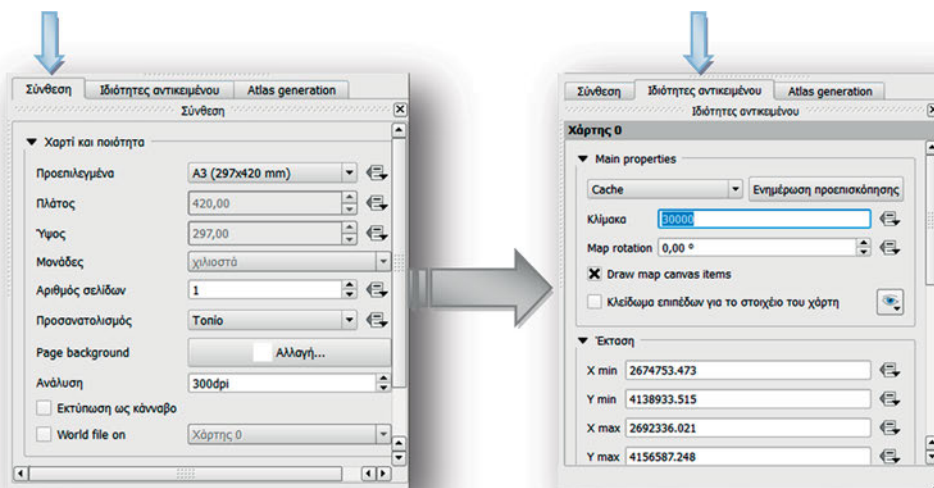 Σύνθεση Ιδιότητες αντικειμένου Atlas generation
Σύνθεση
Χαρτί και ποιότητα
Προεπιλεγμένα A3 (297x420 mm)
Πλάτος 420,00
Ύψος 297,00
Μονάδες χιλιοστά
Αριθμός σελίδων 1
Προσανατολισμός Τοπίο
Page background Αλλαγή...
Ανάλυση 300dpi
Εκτύπωση ως κάνναβο
World file on Χάρτης 0
Σύνθεση Ιδιότητες αντικειμένου Atlas generation
Ιδιότητες αντικειμένου
Χάρτης 0
Main properties
Cache Ενημέρωση προεπισκόπησης
Κλίμακα 30000
Map rotation 0,00 °
Draw map canvas items
Κλείδωμα επιπέδων για το στοιχέιο του χάρτη
Έκταση
X min 2674753.473
Y min 4138933.515
X max 2692336.021
Y max 4156587.248